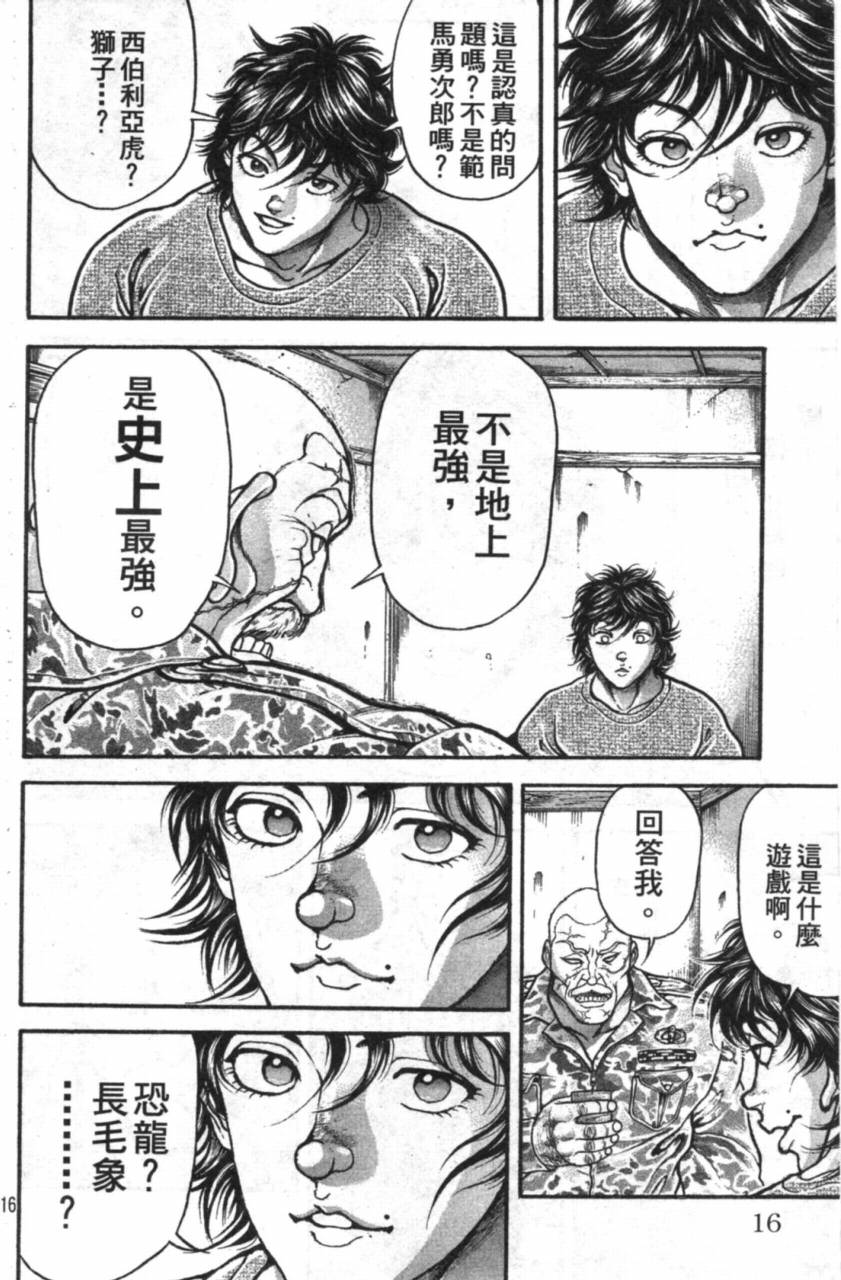 這是認真的問
題嗎？不是範
馬勇次郎嗎？
西伯利亞虎？
獅子…？
不是地上
最強，
是史上最強。
這是什麼
遊戲啊。
回答我。
恐龍？
長毛象
…………？
16
16